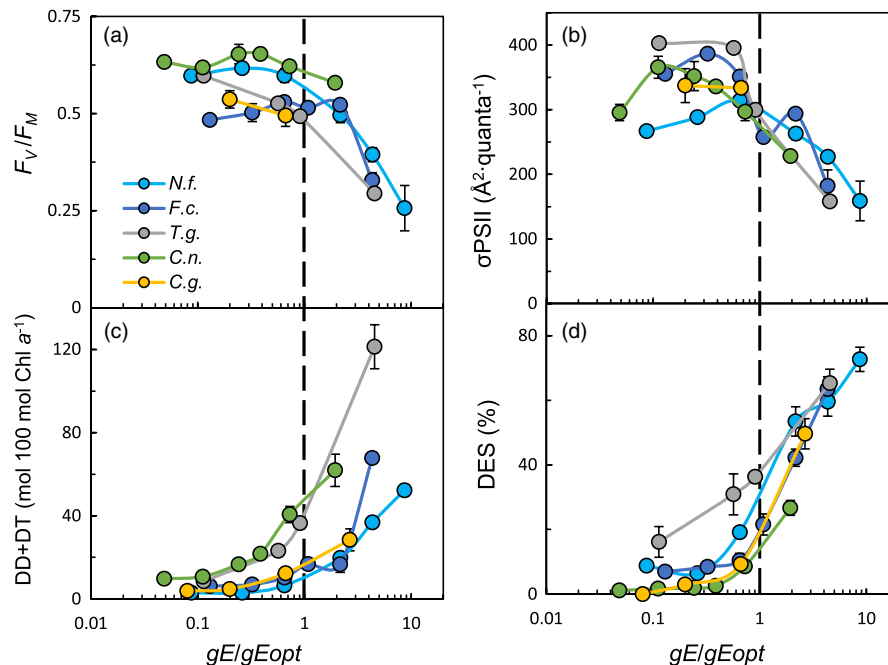 (a)
0.75
0.5
0.25
0
FV/FM
N.f.
F.c.
T.g.
C.n.
C.g.
(b)
400
300
200
100
0
σPSII (Å²·quanta⁻¹)
(c)
120
80
40
0
DD+DT (mol 100 mol Chl a⁻¹)
0.01 0.1 1 10
gE/gEopt
(d)
80
40
0
DES (%)
0.01 0.1 1 10
gE/gEopt